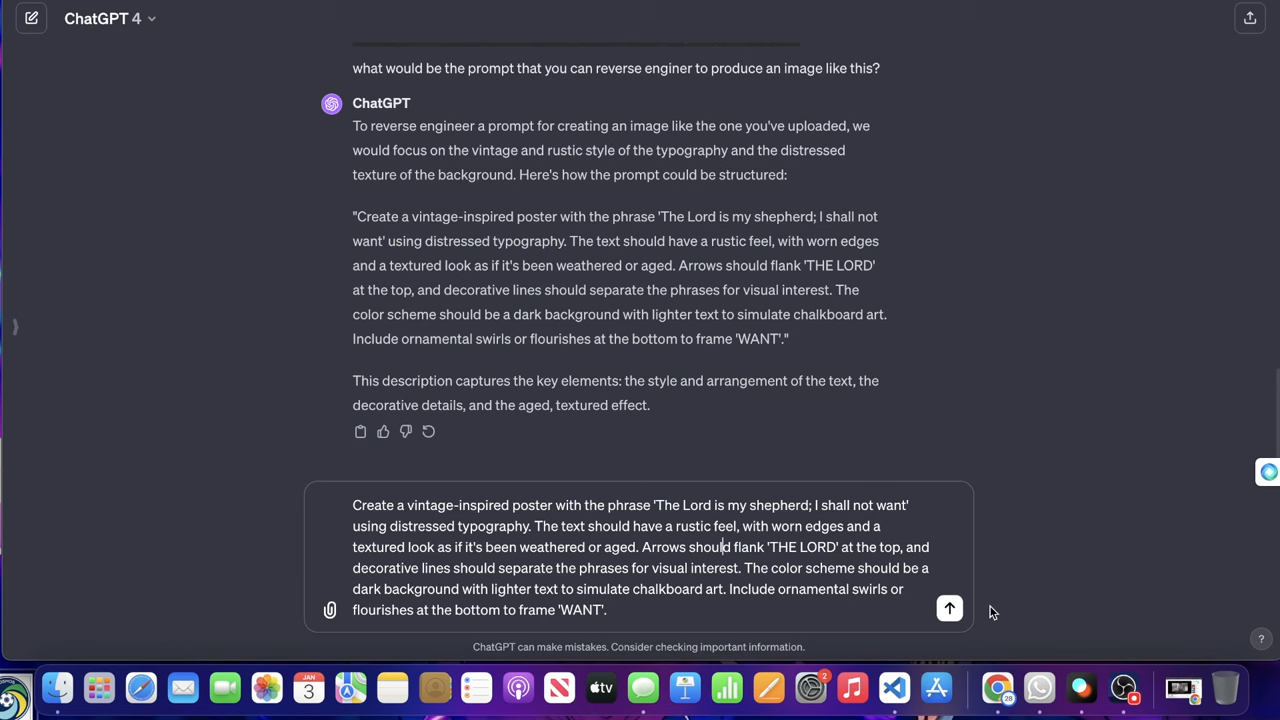 ChatGPT 4
what would be the prompt that you can reverse enginer to produce an image like this?
ChatGPT
To reverse engineer a prompt for creating an image like the one you've uploaded, we
would focus on the vintage and rustic style of the typography and the distressed
texture of the background. Here's how the prompt could be structured:
"Create a vintage-inspired poster with the phrase 'The Lord is my shepherd; I shall not
want' using distressed typography. The text should have a rustic feel, with worn edges
and a textured look as if it's been weathered or aged. Arrows should flank 'THE LORD'
at the top, and decorative lines should separate the phrases for visual interest. The
color scheme should be a dark background with lighter text to simulate chalkboard art.
Include ornamental swirls or flourishes at the bottom to frame 'WANT'."
This description captures the key elements: the style and arrangement of the text, the
decorative details, and the aged, textured effect.
Create a vintage-inspired poster with the phrase 'The Lord is my shepherd; I shall not want'
using distressed typography. The text should have a rustic feel, with worn edges and a
textured look as if it's been weathered or aged. Arrows should flank 'THE LORD' at the top, and
decorative lines should separate the phrases for visual interest. The color scheme should be a
dark background with lighter text to simulate chalkboard art. Include ornamental swirls or
flourishes at the bottom to frame 'WANT'.
ChatGPT can make mistakes. Consider checking important information.
?
JAN
3
tv
2
28